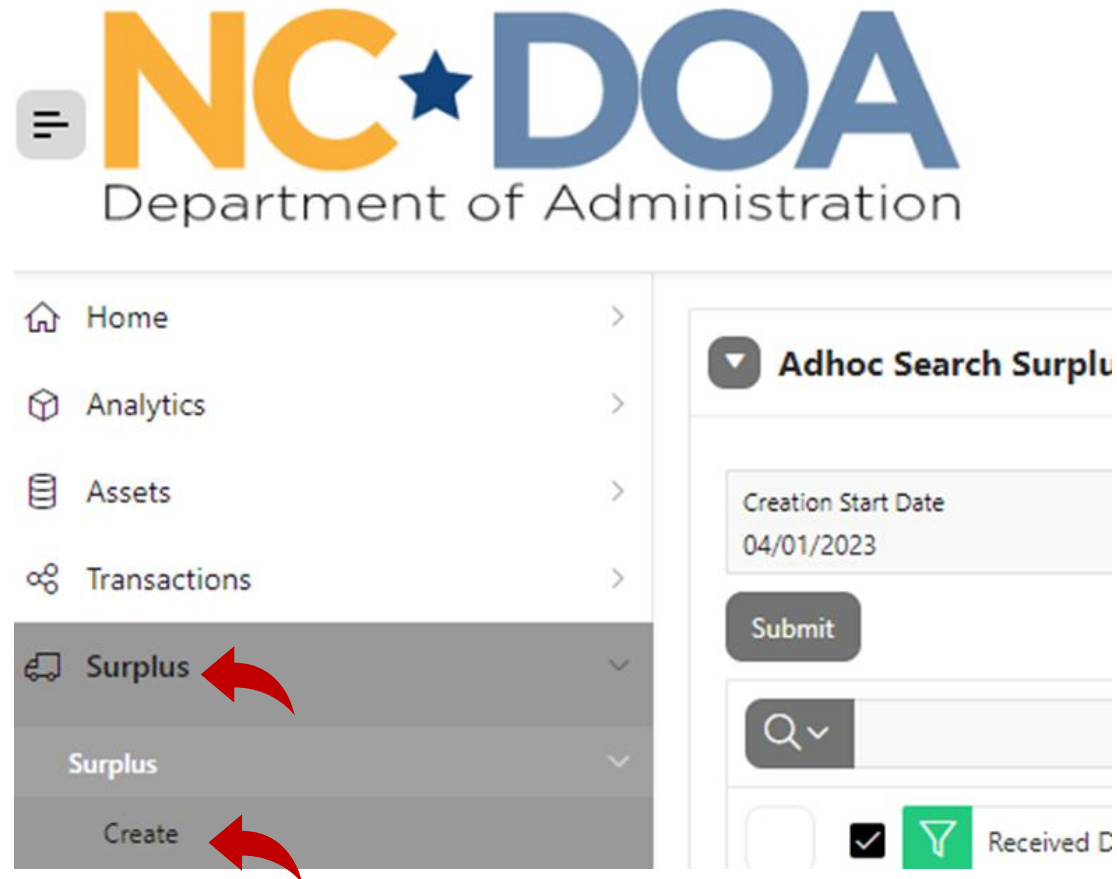 NC DOA
Department of Administration
Home
Analytics
Assets
Transactions
Surplus
Surplus
Create
Adhoc Search Surplu
Creation Start Date
04/01/2023
Submit
Received D